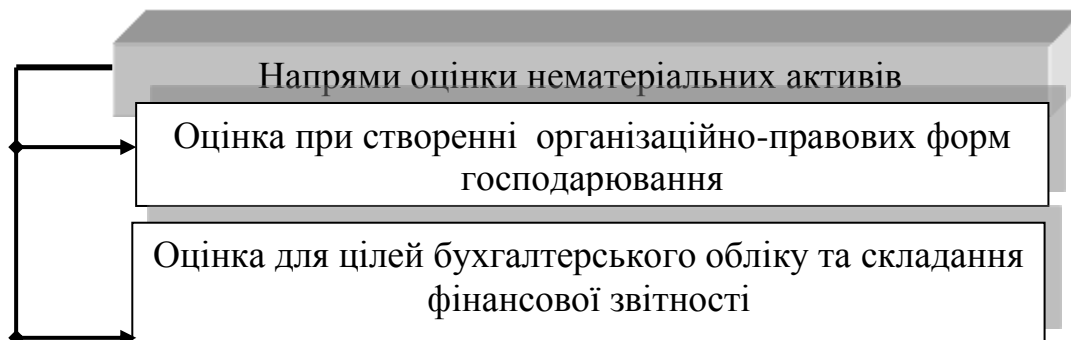 Напрями оцінки нематеріальних активів
Оцінка при створенні організаційно-правових форм
господарювання
Оцінка для цілей бухгалтерського обліку та складання
фінансової звітності